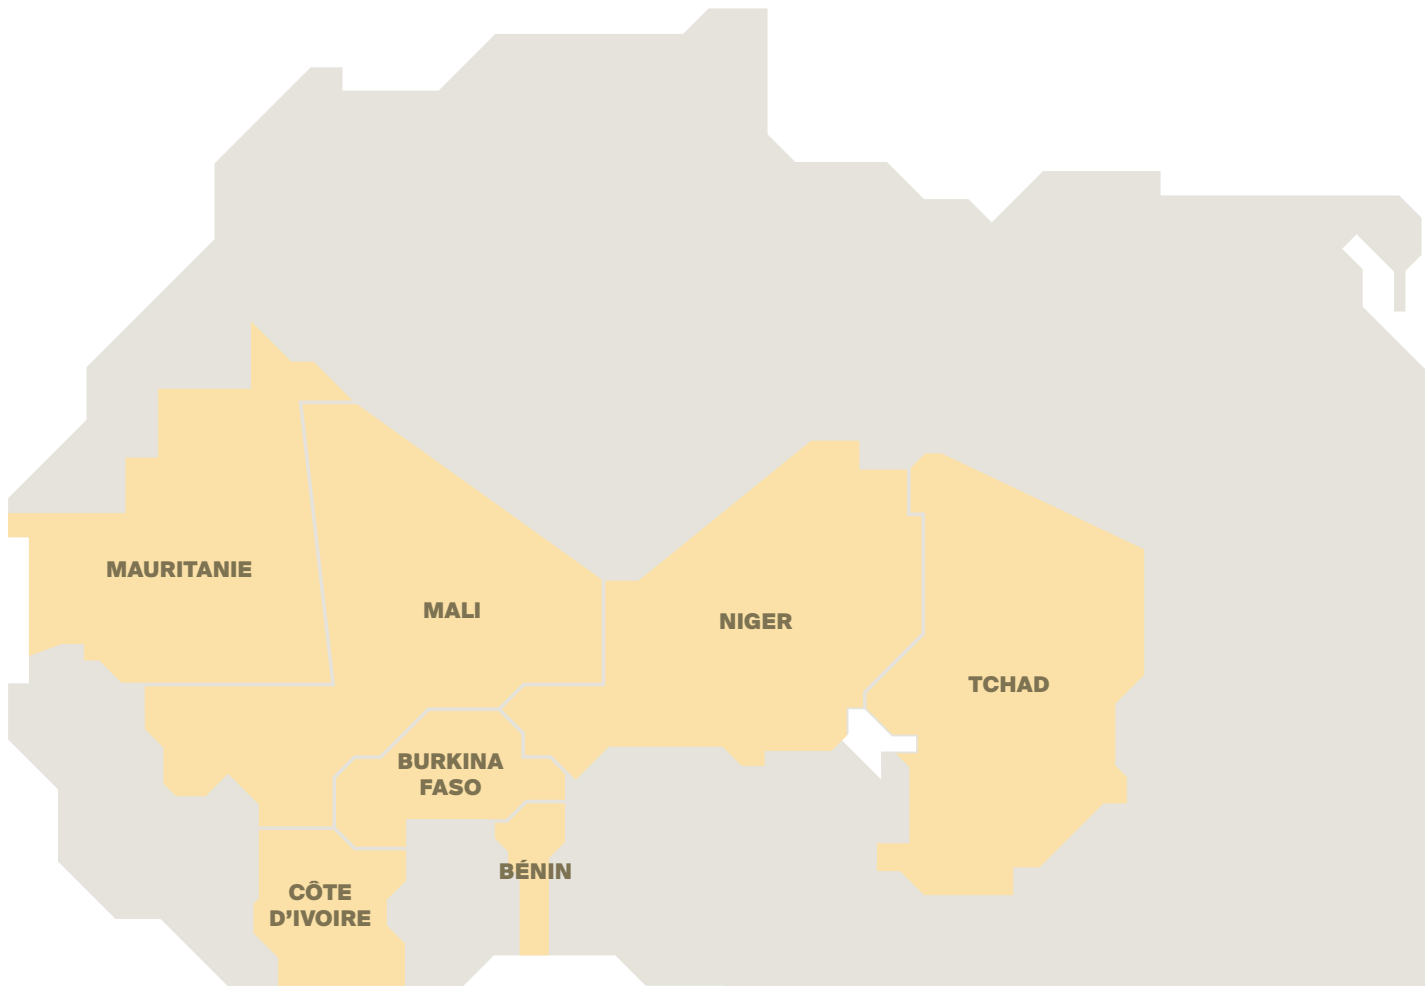 MAURITANIE
MALI
NIGER
TCHAD
BURKINA
FASO
BÉNIN
CÔTE
D’IVOIRE